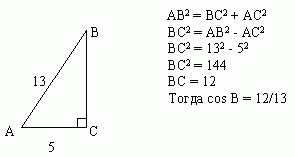 AB² = BC² + AC²
BC² = AB² - AC²
BC² = 13² - 5²
BC² = 144
BC = 12
Тогда cos B = 12/13
B
13
A
C
5